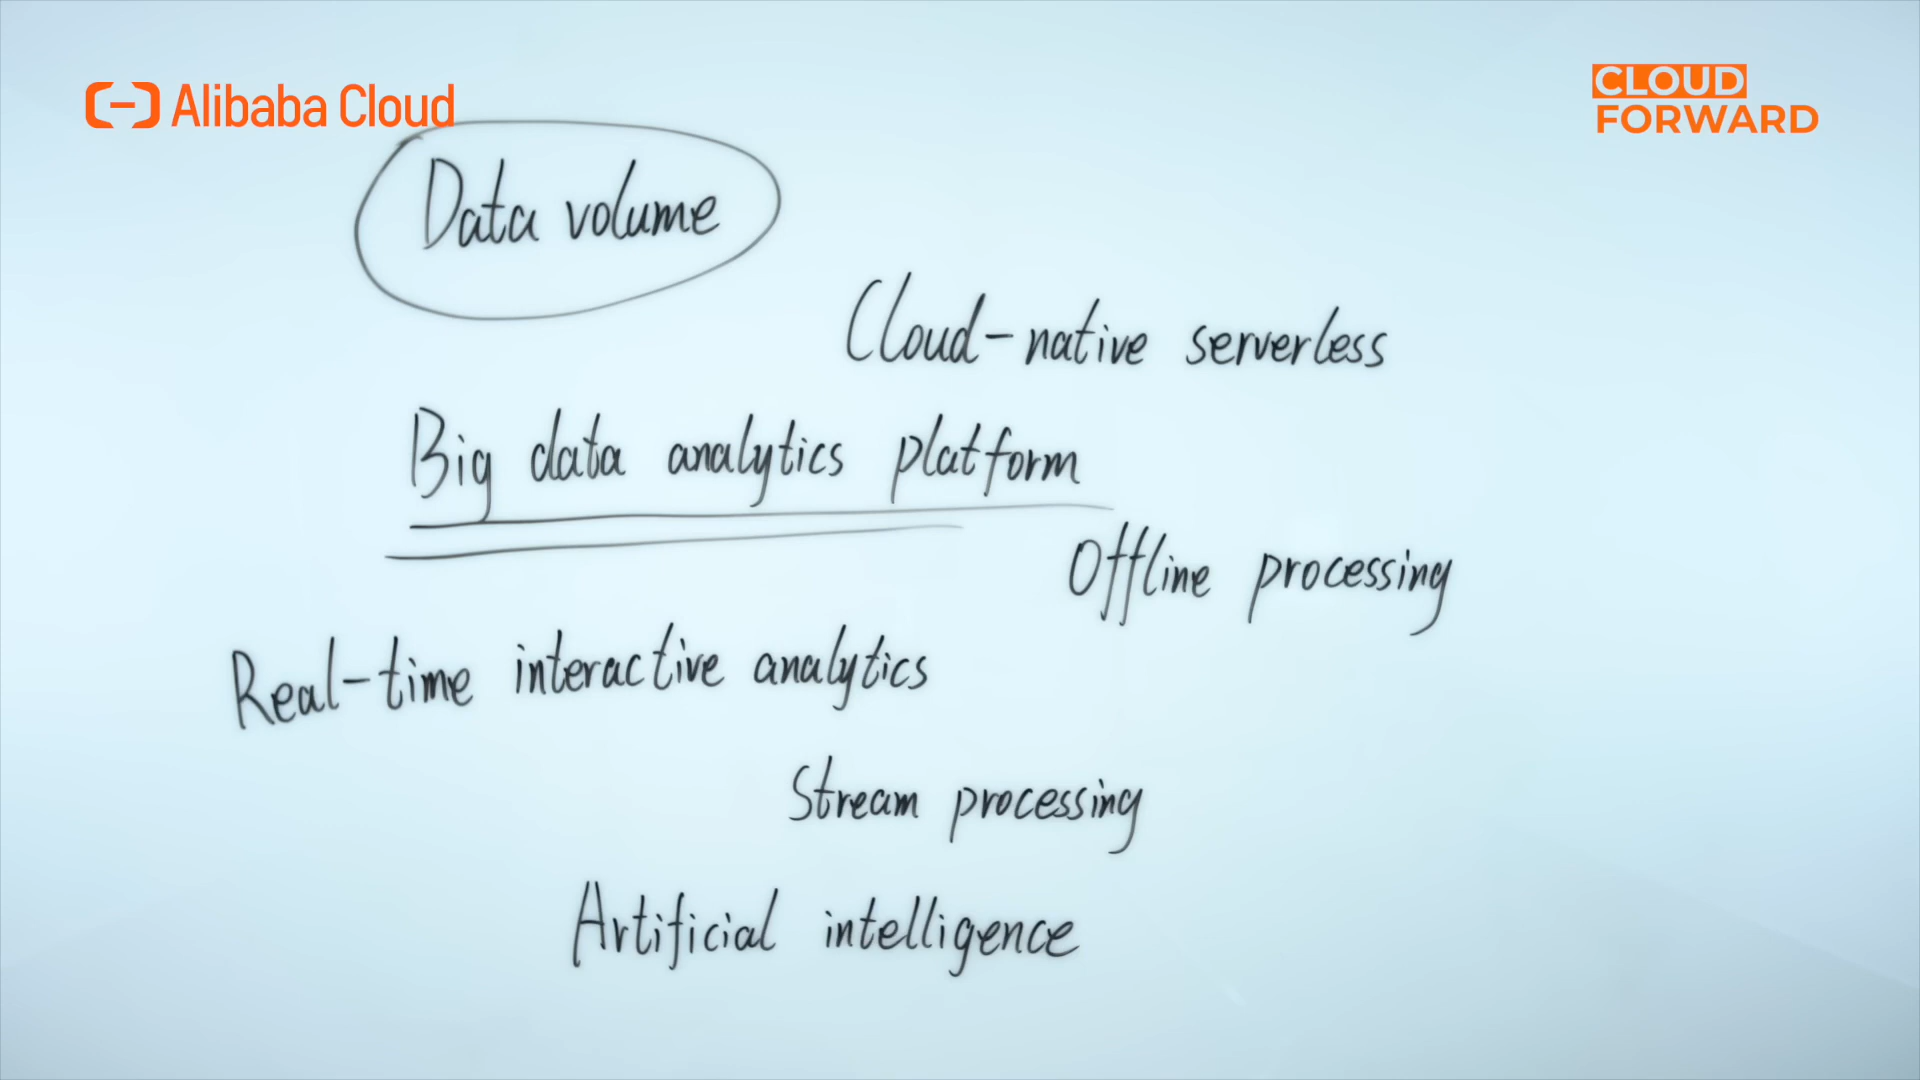 Alibaba Cloud
CLOUD
FORWARD
Data volume
Cloud-native serverless
Big data analytics platform
Offline processing
Real-time interactive analytics
Stream processing
Artificial intelligence